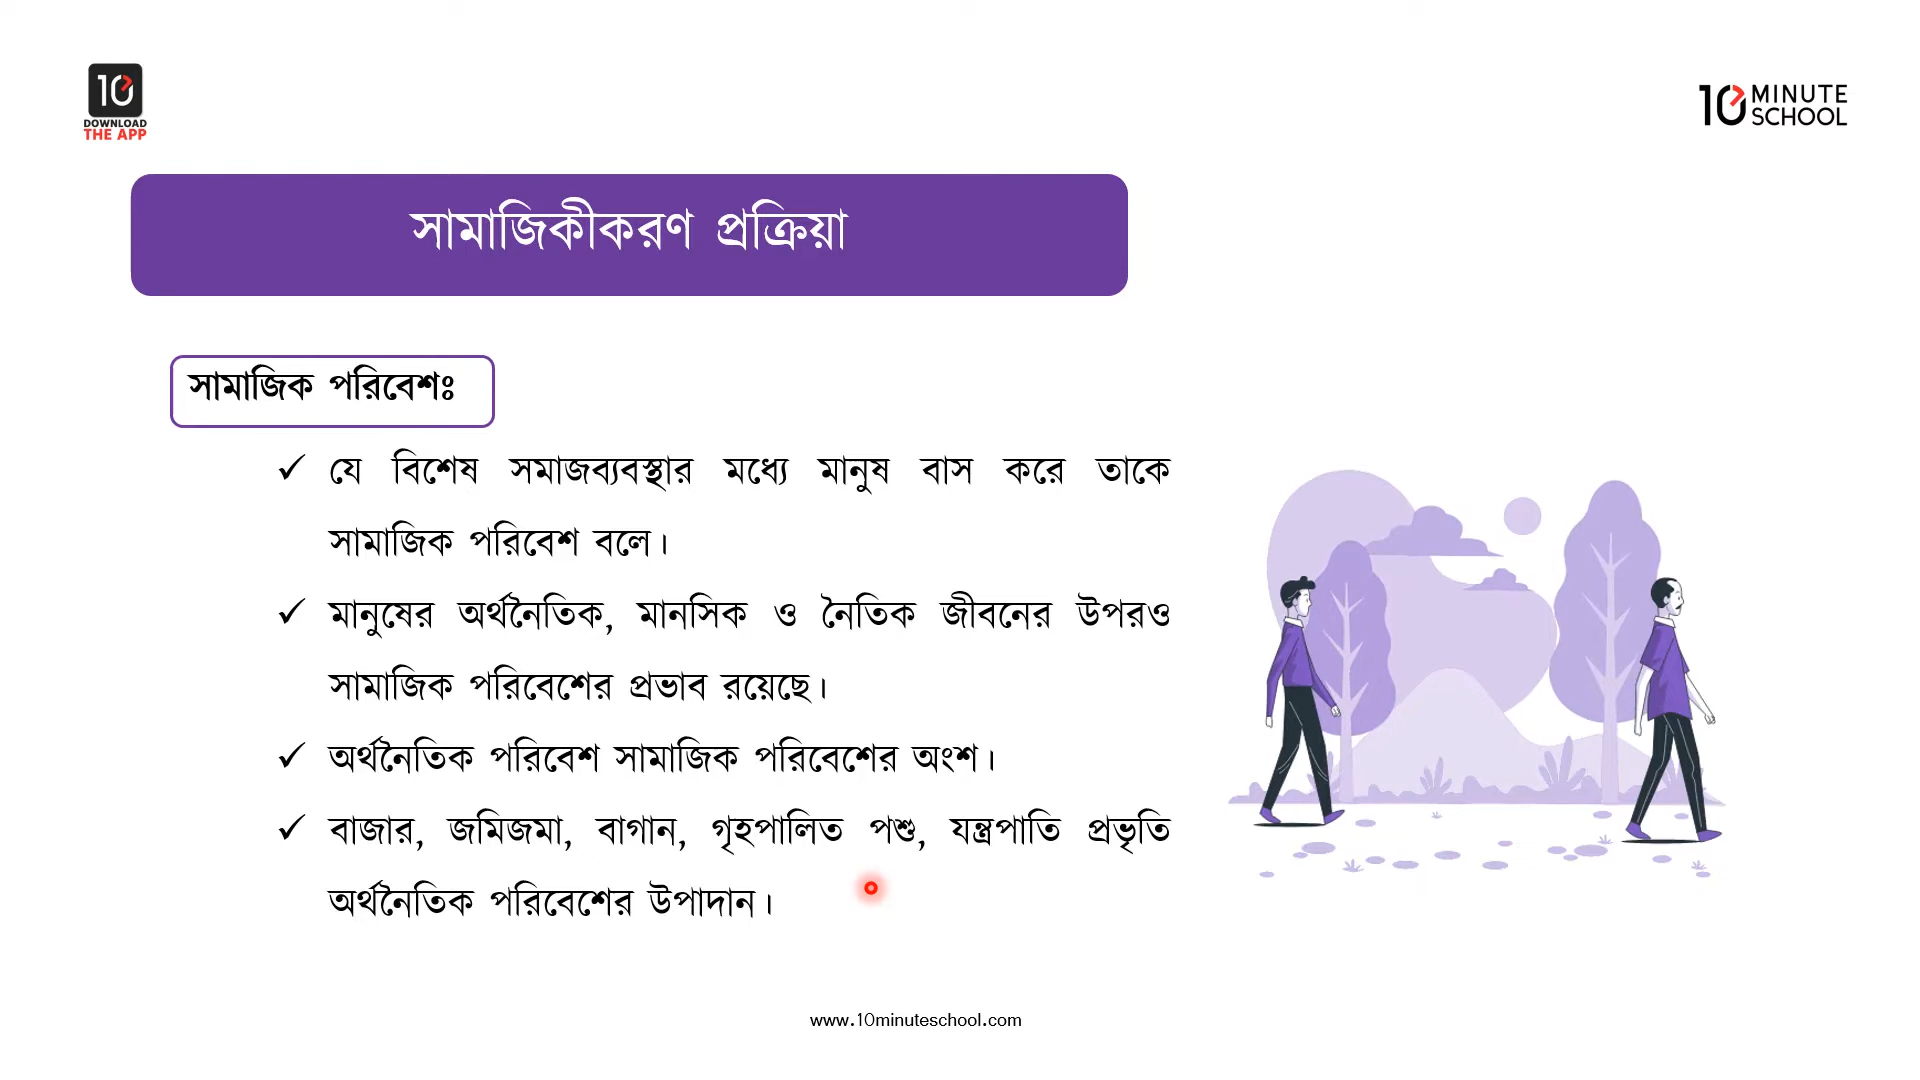 10
DOWNLOAD
THE APP
10 MINUTE
SCHOOL
সামাজিকীকরণ প্রক্রিয়া
সামাজিক পরিবেশঃ
✓ যে বিশেষ সমাজব্যবস্থার মধ্যে মানুষ বাস করে তাকে
সামাজিক পরিবেশ বলে।
✓ মানুষের অর্থনৈতিক, মানসিক ও নৈতিক জীবনের উপরও
সামাজিক পরিবেশের প্রভাব রয়েছে।
✓ অর্থনৈতিক পরিবেশ সামাজিক পরিবেশের অংশ।
✓ বাজার, জমিজমা, বাগান, গৃহপালিত পশু, যন্ত্রপাতি প্রভৃতি
অর্থনৈতিক পরিবেশের উপাদান।
www.10minuteschool.com